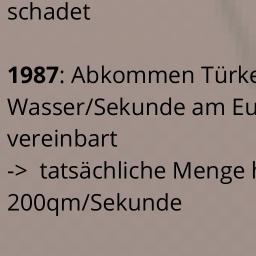 schadet
1987: Abkommen Türke
Wasser/Sekunde am Eu
vereinbart
-> tatsächliche Menge h
200qm/Sekunde